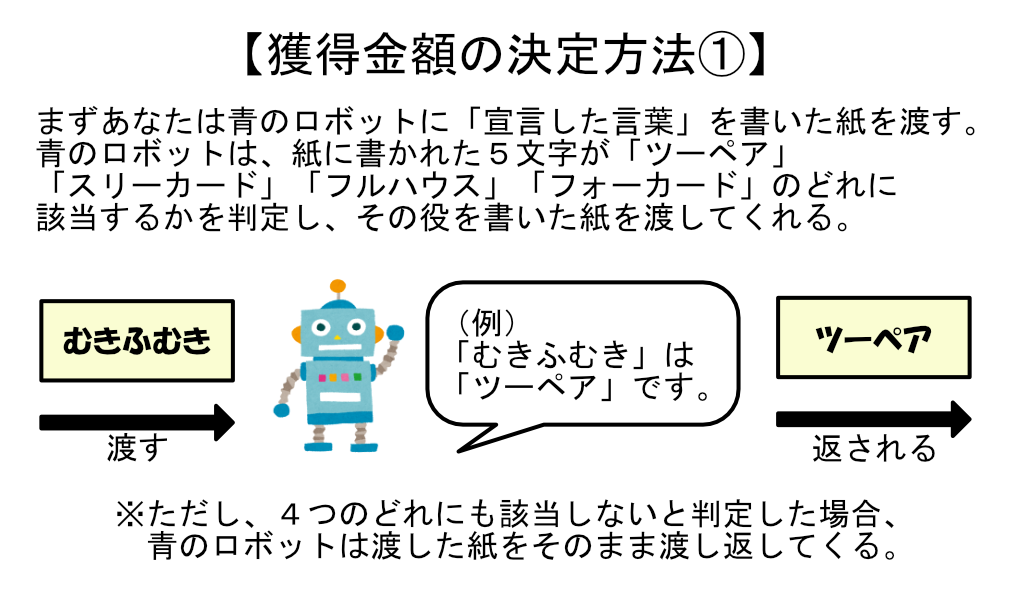 【獲得金額の決定方法①】
まずあなたは青のロボットに「宣言した言葉」を書いた紙を渡す。
青のロボットは、紙に書かれた５文字が「ツーペア」
「スリーカード」「フルハウス」「フォーカード」のどれに
該当するかを判定し、その役を書いた紙を渡してくれる。
むきふむき
渡す
（例）
「むきふむき」は
「ツーペア」です。
ツーペア
返される
※ただし、４つのどれにも該当しないと判定した場合、
青のロボットは渡した紙をそのまま渡し返してくる。